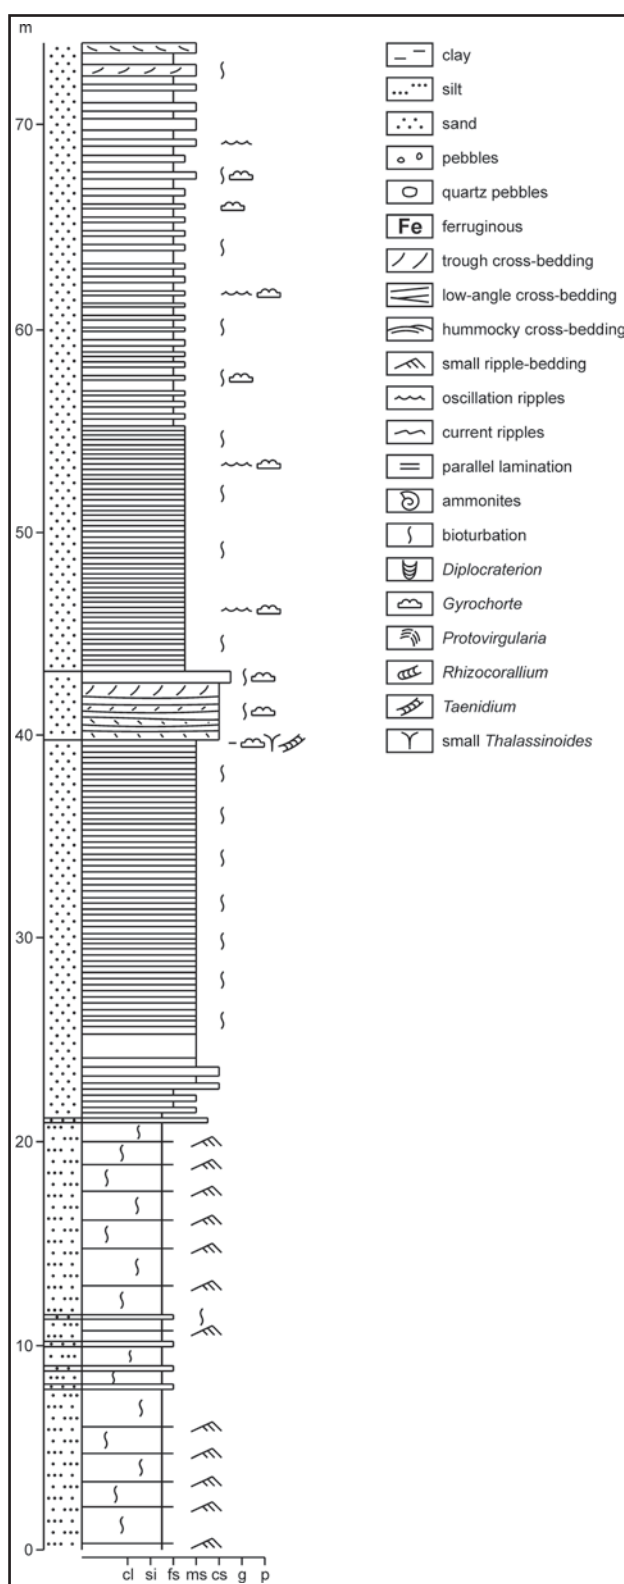 m
70
60
50
40
30
20
10
0
cl si fs ms cs g p
clay
silt
sand
pebbles
quartz pebbles
Fe ferruginous
trough cross-bedding
low-angle cross-bedding
hummocky cross-bedding
small ripple-bedding
oscillation ripples
current ripples
parallel lamination
ammonites
bioturbation
Diplocraterion
Gyrochorte
Protovirgularia
Rhizocorallium
Taenidium
small Thalassinoides